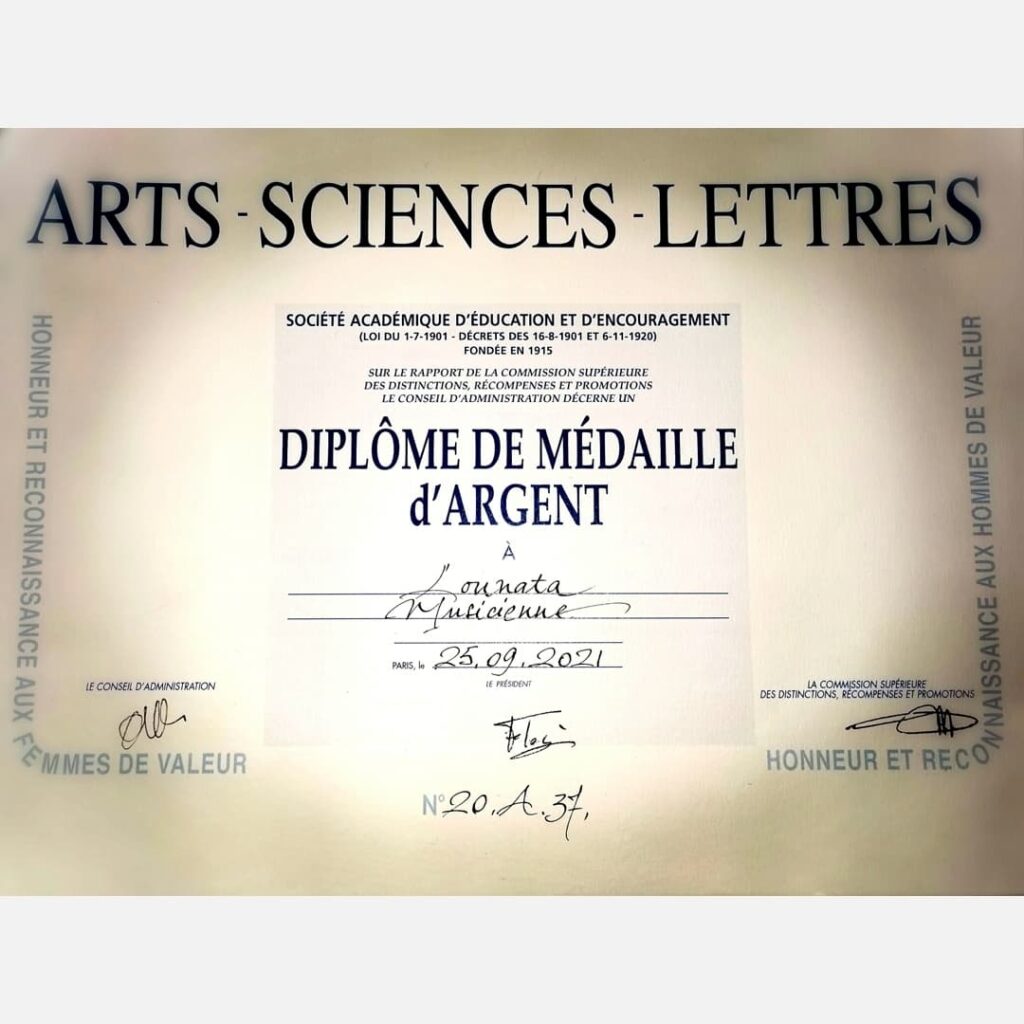 ARTS - SCIENCES - LETTRES
SOCIÉTÉ ACADÉMIQUE D'ÉDUCATION ET D'ENCOURAGEMENT
(LOI DU 1-7-1901 - DÉCRETS DES 16-8-1901 ET 6-11-1920)
FONDÉE EN 1915
SUR LE RAPPORT DE LA COMMISSION SUPÉRIEURE
DES DISTINCTIONS, RÉCOMPENSES ET PROMOTIONS
LE CONSEIL D'ADMINISTRATION DÉCERNE UN
DIPLÔME DE MÉDAILLE
d'ARGENT
À
Lounata
Musicienne
PARIS, le 25.09.2021
LE PRÉSIDENT
LE CONSEIL D'ADMINISTRATION
LA COMMISSION SUPÉRIEURE
DES DISTINCTIONS, RÉCOMPENSES ET PROMOTIONS
HONNEUR ET RECONNAISSANCE AUX FEMMES DE VALEUR
HONNEUR ET RECONNAISSANCE AUX HOMMES DE VALEUR
N° 20.A.37.